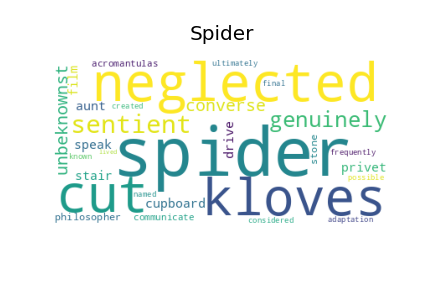 Spider
acromantulas
ultimately
neglected
film
final
aunt
created
converse
unbeknownst
sentient
genuinely
drive
speak
spider
stone
frequently
known
lived
stair
privet
possible
cut
kloves
named
cupboard
philosopher
communicate
considered
adaptation